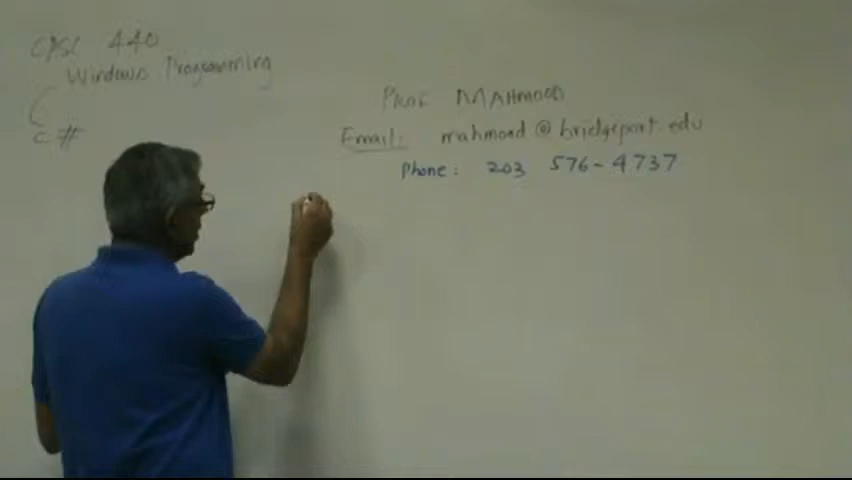 CPSC 440
Windows Programming
C#
Prof MAHMOOD
Email: mahmood@bridgeport.edu
Phone: 203 576-4737